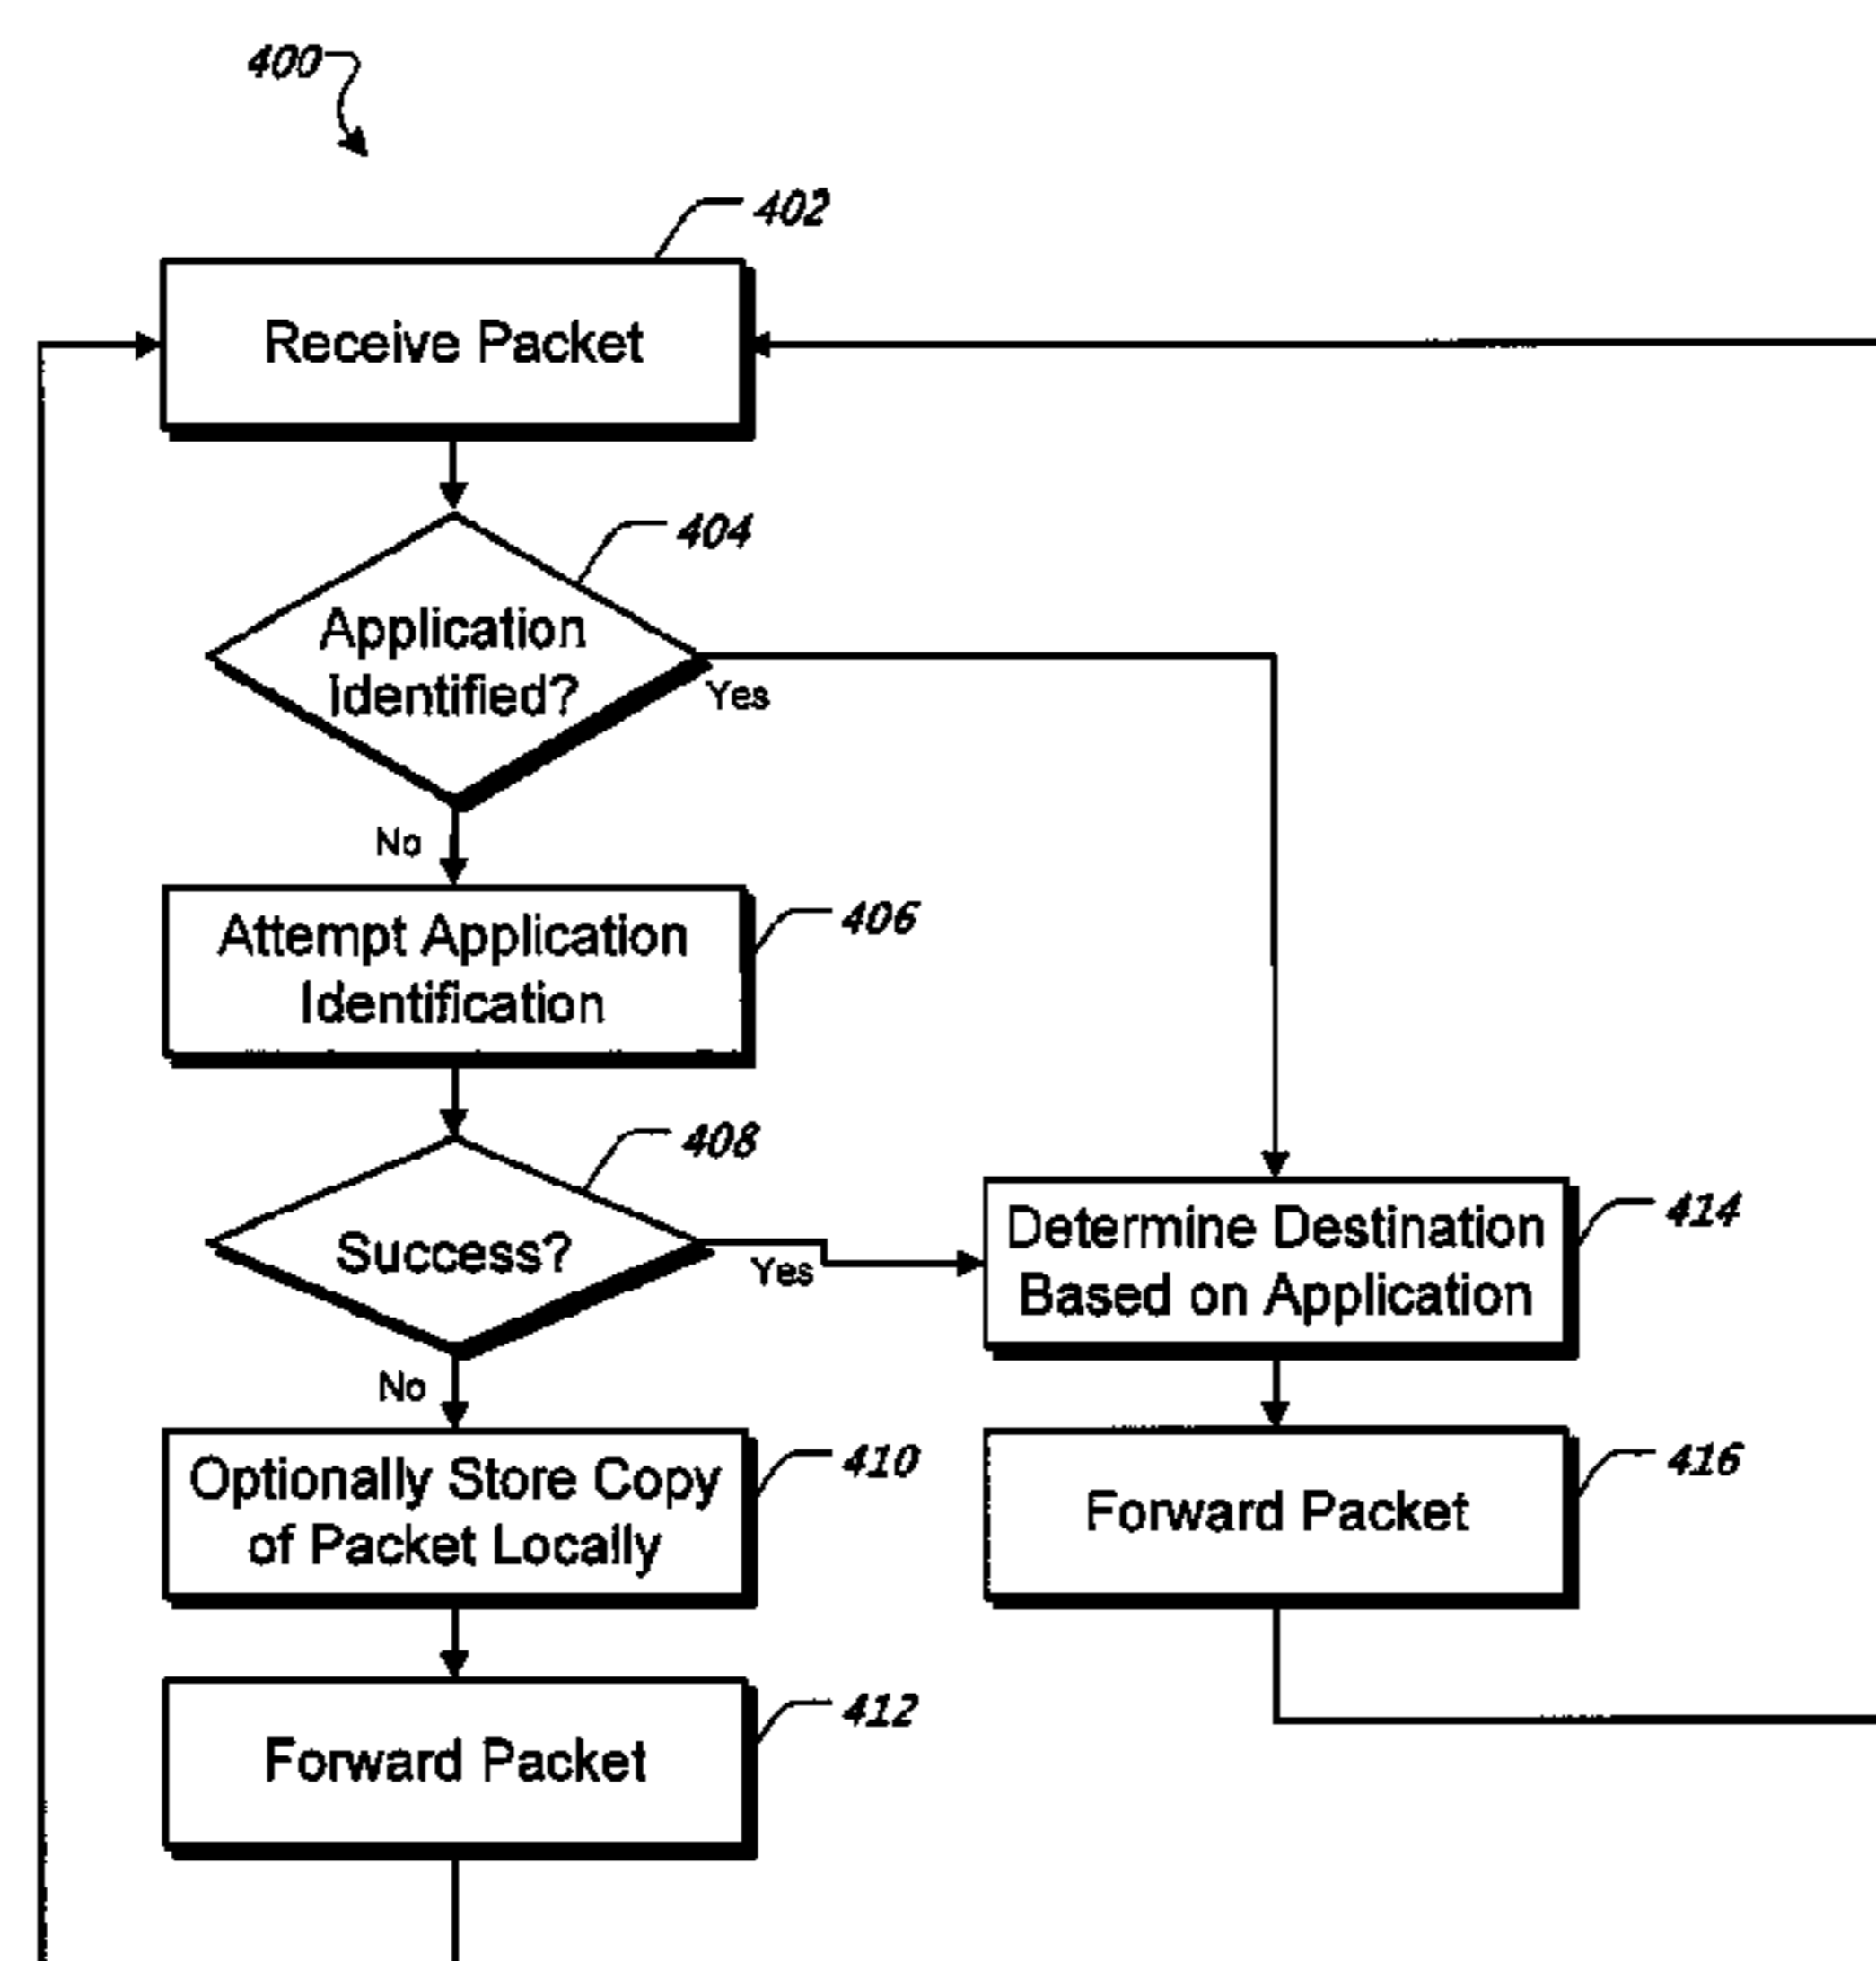 400
402
Receive Packet
404
Application
Identified?
Yes
No
406
Attempt Application
Identification
408
Success?
Yes
No
414
Determine Destination
Based on Application
410
Optionally Store Copy
of Packet Locally
416
Forward Packet
412
Forward Packet